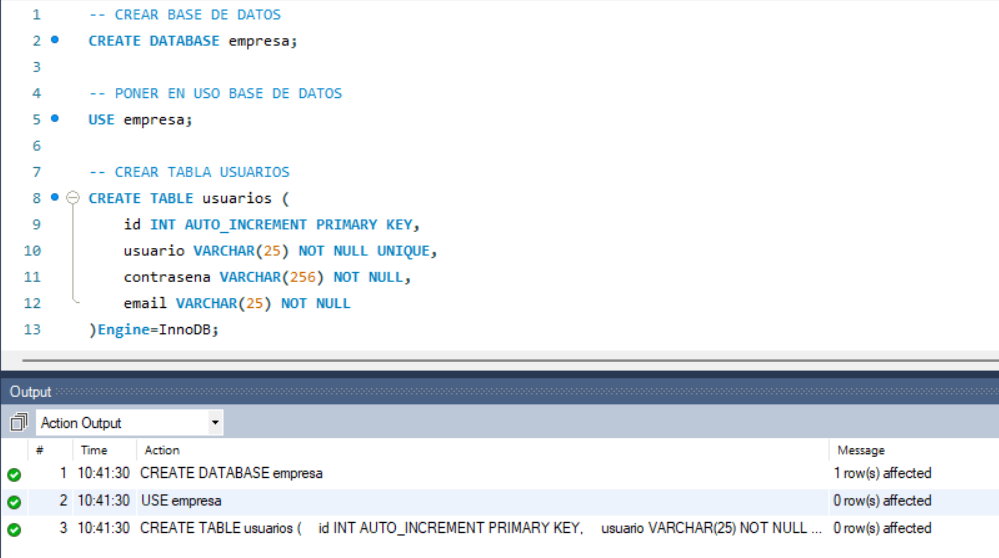 1 -- CREAR BASE DE DATOS
2 CREATE DATABASE empresa;
3
4 -- PONER EN USO BASE DE DATOS
5 USE empresa;
6
7 -- CREAR TABLA USUARIOS
8 CREATE TABLE usuarios (
9 id INT AUTO_INCREMENT PRIMARY KEY,
10 usuario VARCHAR(25) NOT NULL UNIQUE,
11 contrasena VARCHAR(256) NOT NULL,
12 email VARCHAR(25) NOT NULL
13 )Engine=InnoDB;
Output
Action Output
# Time Action Message
1 10:41:30 CREATE DATABASE empresa 1 row(s) affected
2 10:41:30 USE empresa 0 row(s) affected
3 10:41:30 CREATE TABLE usuarios ( id INT AUTO_INCREMENT PRIMARY KEY, usuario VARCHAR(25) NOT NULL ... 0 row(s) affected